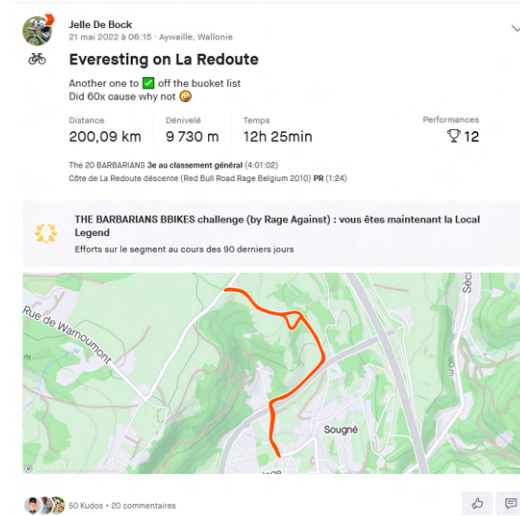 Jelle De Bock
21 mai 2022 à 06:15 · Aywaille, Wallonie
Everesting on La Redoute
Another one to ✅ off the bucket list
Did 60x cause why not 🤪
Distance
Dénivelé
Temps
Performances
200,09 km
9 730 m
12h 25min
12
The 20 BARBARIANS 3e au classement général (4:01:02)
Côte de La Redoute déscente (Red Bull Road Rage Belgium 2010) PR (1:24)
THE BARBARIANS BBIKES challenge (by Rage Against) : vous êtes maintenant la Local
Legend
Efforts sur le segment au cours des 90 derniers jours
Rue de Warnoumont
Sougné
50 Kudos • 20 commentaires